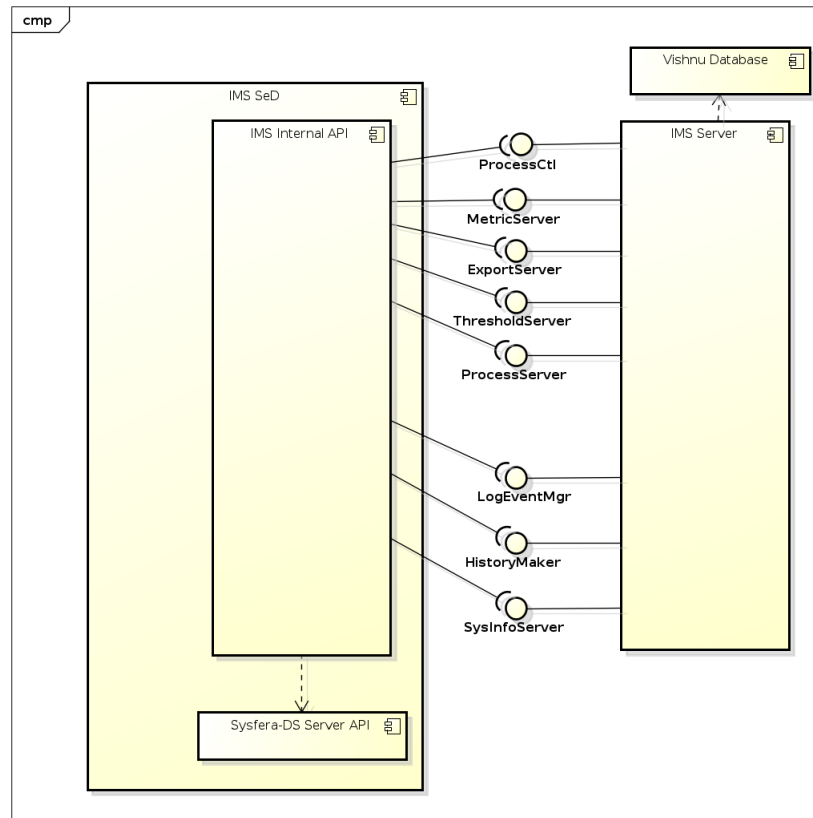 cmp
Vishnu Database
IMS SeD
IMS Internal API
IMS Server
ProcessCtl
MetricServer
ExportServer
ThresholdServer
ProcessServer
LogEventMgr
HistoryMaker
SysInfoServer
Sysfera-DS Server API